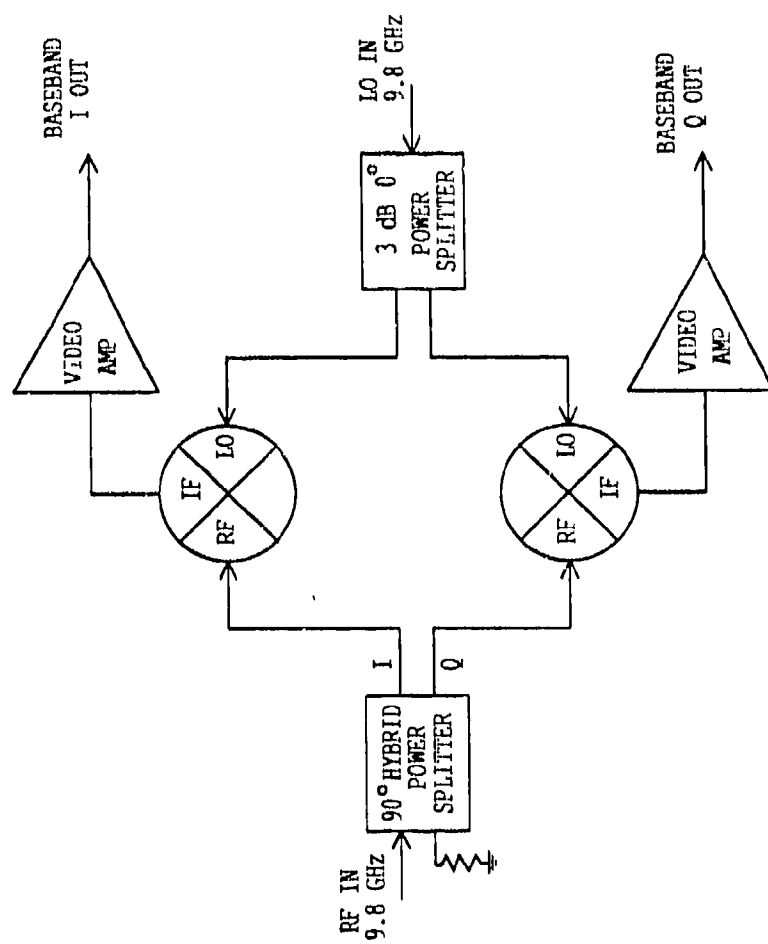 BASEBAND
I OUT
VIDEO
AMP
LO IN
9.8 GHz
3 dB 0°
POWER
SPLITTER
IF
RF
LO
RF
LO
IF
I
Q
90° HYBRID
POWER
SPLITTER
RF IN
9.8 GHz
VIDEO
AMP
BASEBAND
Q OUT